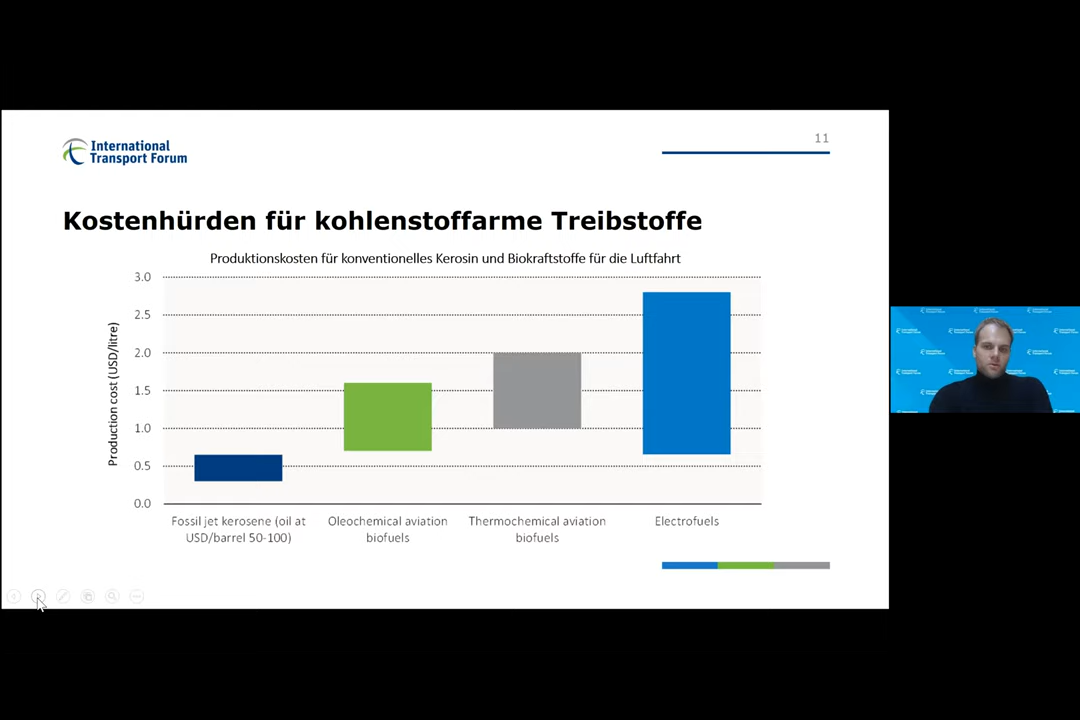 International
Transport Forum
11
Kostenhürden für kohlenstoffarme Treibstoffe
Produktionskosten für konventionelles Kerosin und Biokraftstoffe für die Luftfahrt
Production cost (USD/litre)
3.0
2.5
2.0
1.5
1.0
0.5
0.0
Fossil jet kerosene (oil at
USD/barrel 50-100)
Oleochemical aviation
biofuels
Thermochemical aviation
biofuels
Electrofuels